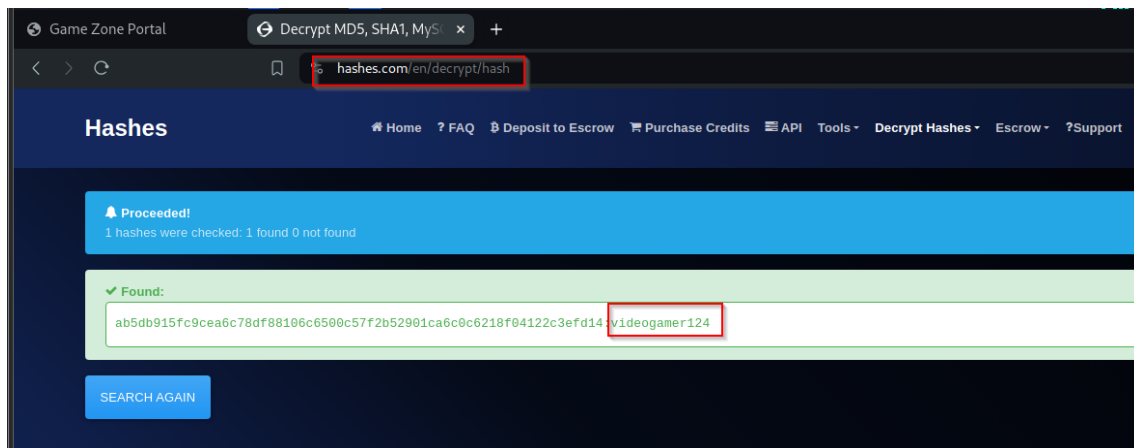 Game Zone Portal
Decrypt MD5, SHA1, MyS
hashes.com/en/decrypt/hash
Hashes
Home ? FAQ Deposit to Escrow Purchase Credits API Tools Decrypt Hashes Escrow ?Support
Proceeded!
1 hashes were checked: 1 found 0 not found
Found:
ab5db915fc9cea6c78df88106c6500c57f2b52901ca6c0c6218f04122c3efd14:videogamer124
SEARCH AGAIN